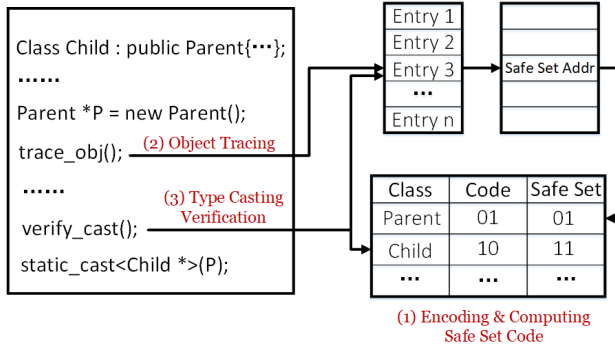 Class Child : public Parent{···};
······
Parent *P = new Parent();
trace_obj();
(2) Object Tracing
······
(3) Type Casting
Verification
verify_cast();
static_cast<Child *>(P);
Entry 1
Entry 2
Entry 3
···
Entry n
Safe Set Addr
Class Code Safe Set
Parent 01 01
Child 10 11
··· ··· ···
(1) Encoding & Computing
Safe Set Code